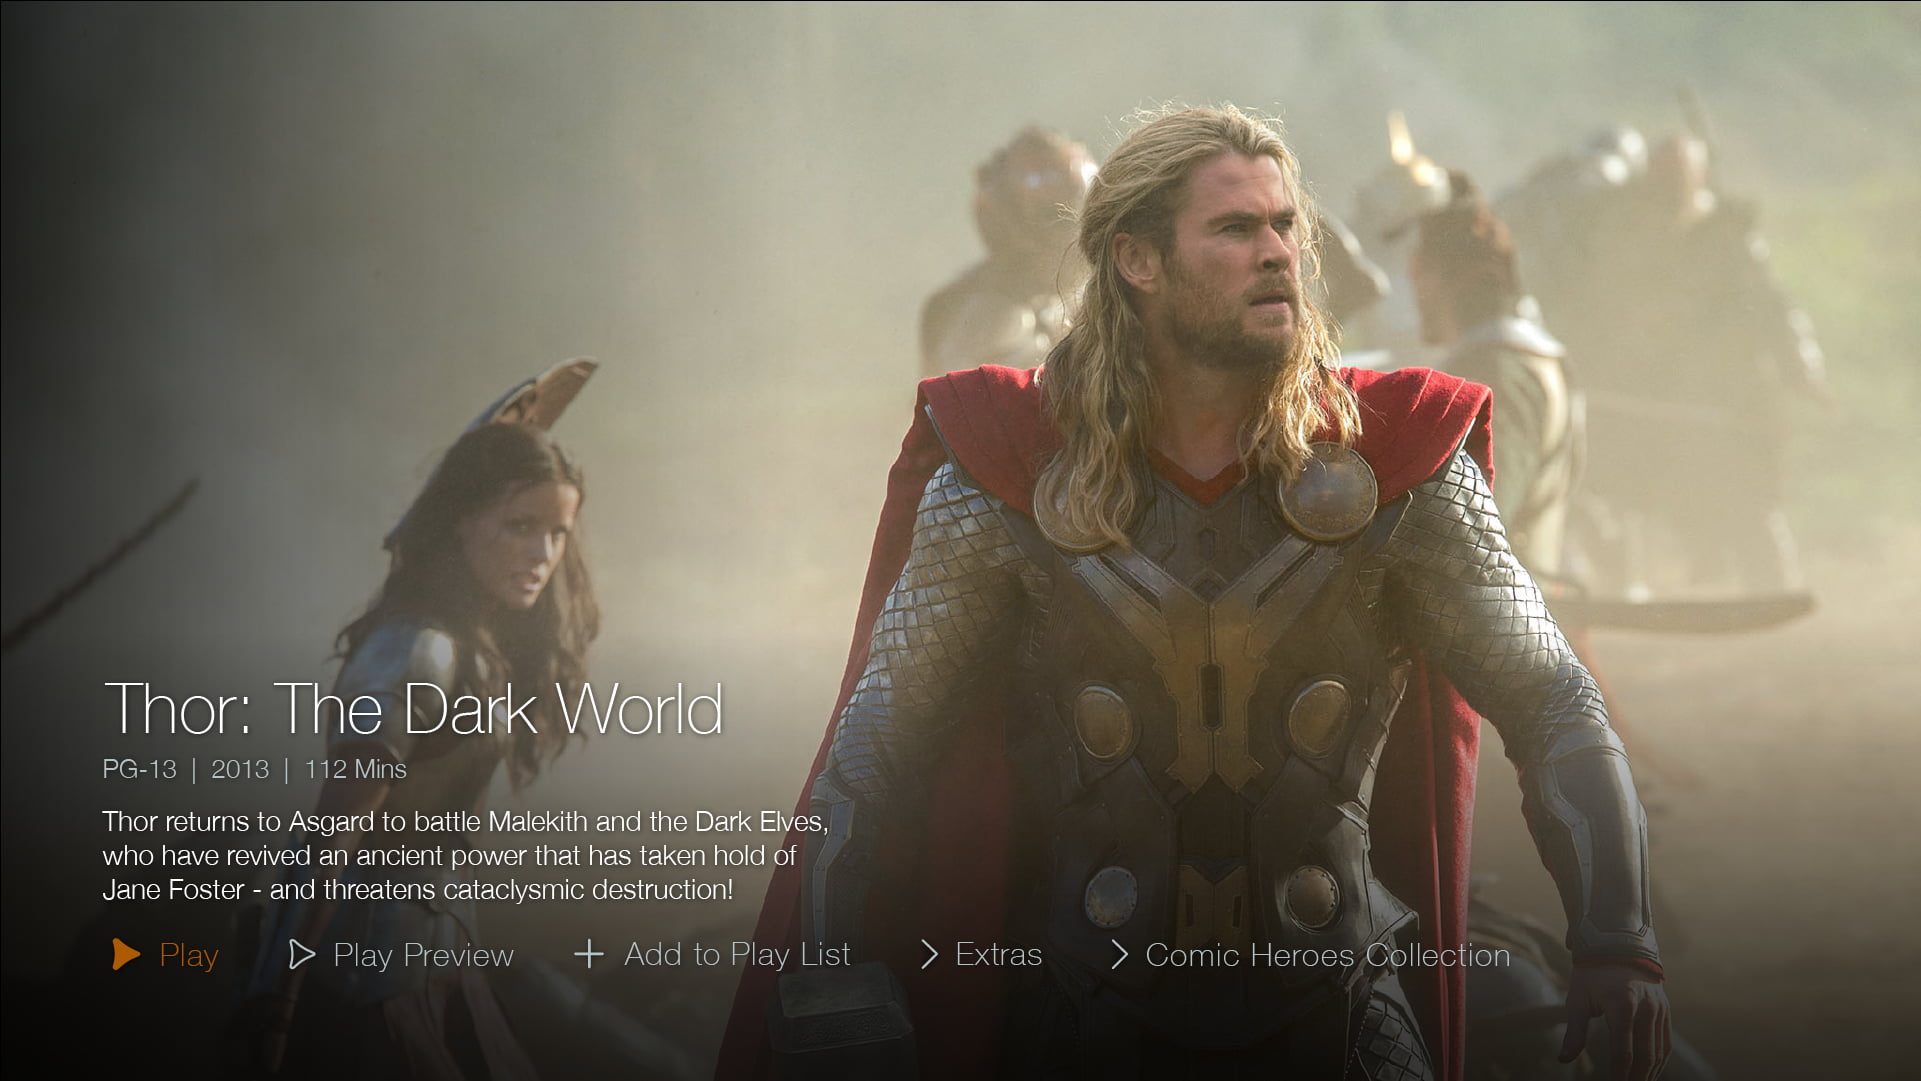 Thor: The Dark World
PG-13 | 2013 | 112 Mins
Thor returns to Asgard to battle Malekith and the Dark Elves,
who have revived an ancient power that has taken hold of
Jane Foster - and threatens cataclysmic destruction!
Play
Play Preview
Add to Play List
Extras
Comic Heroes Collection